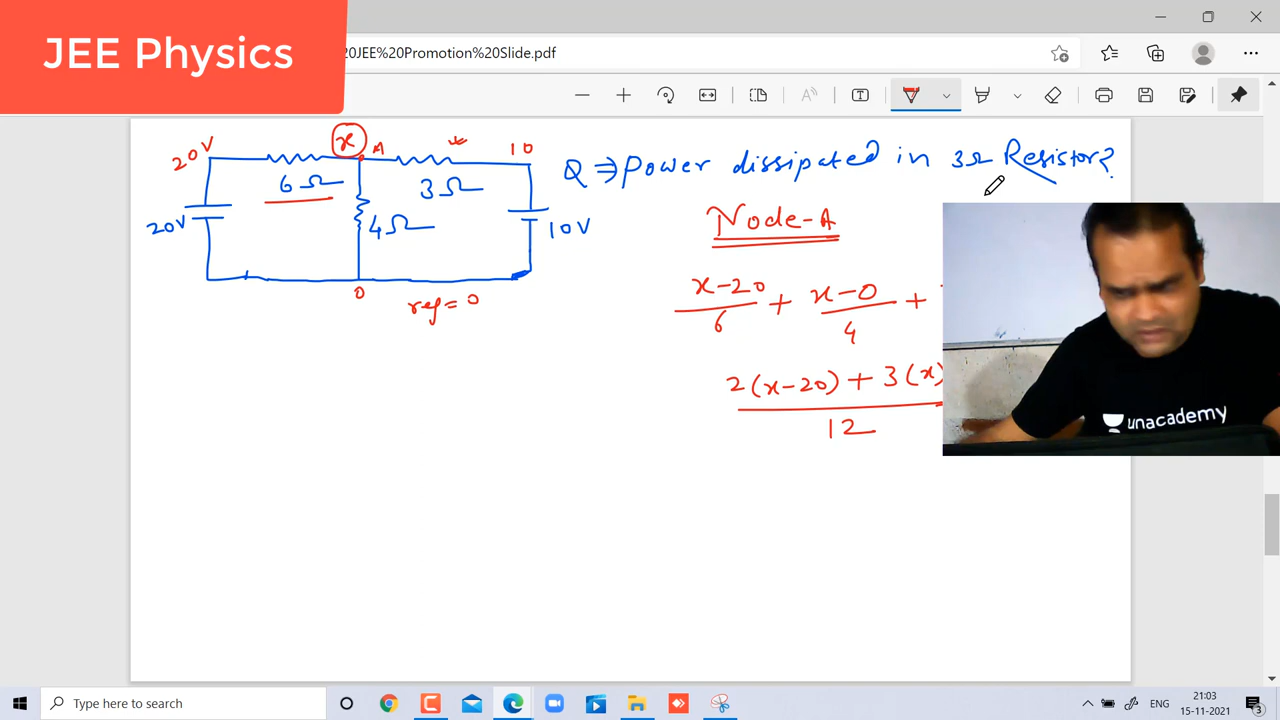 JEE Physics
JEE%20Promotion%20Slide.pdf
20V
x
A
10
6Ω
3Ω
20V
4Ω
10V
0
ref = 0
Q ⇒ Power dissipated in 3Ω Resistor?
Node-A
x-20/6 + x-0/4 +
2(x-20) + 3(x)
12
unacademy
Type here to search
ENG
21:03
15-11-2021
3